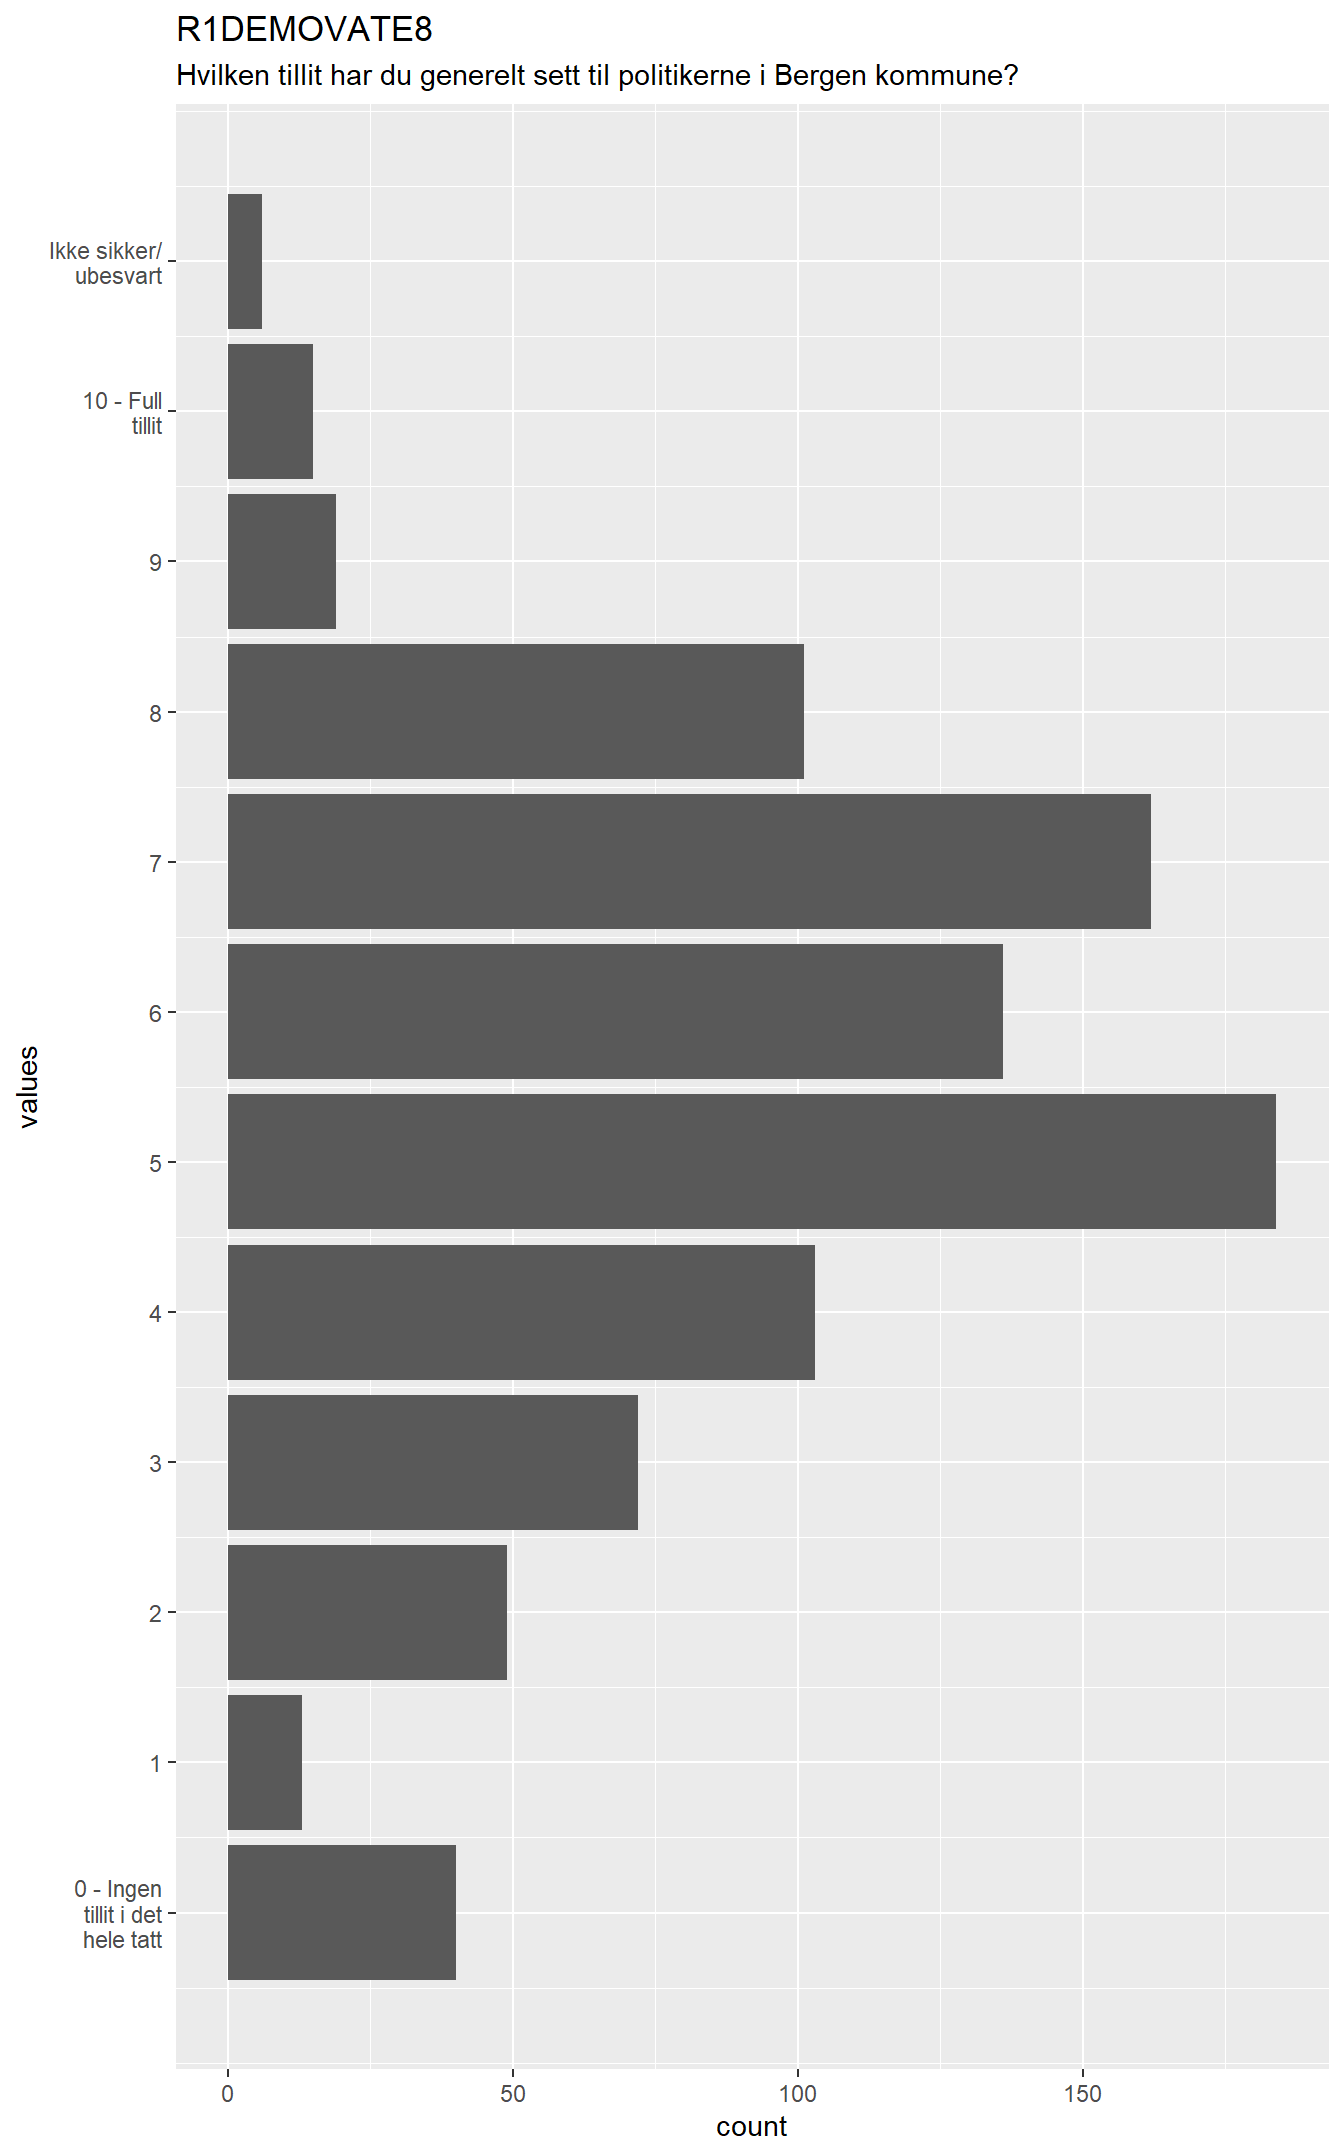 R1DEMOVATE8
Hvilken tillit har du generelt sett til politikerne i Bergen kommune?
Ikke sikker/
ubesvart
10 - Full
tillit
9
8
7
6
values
5
4
3
2
1
0 - Ingen
tillit i det
hele tatt
0 50 100 150
count